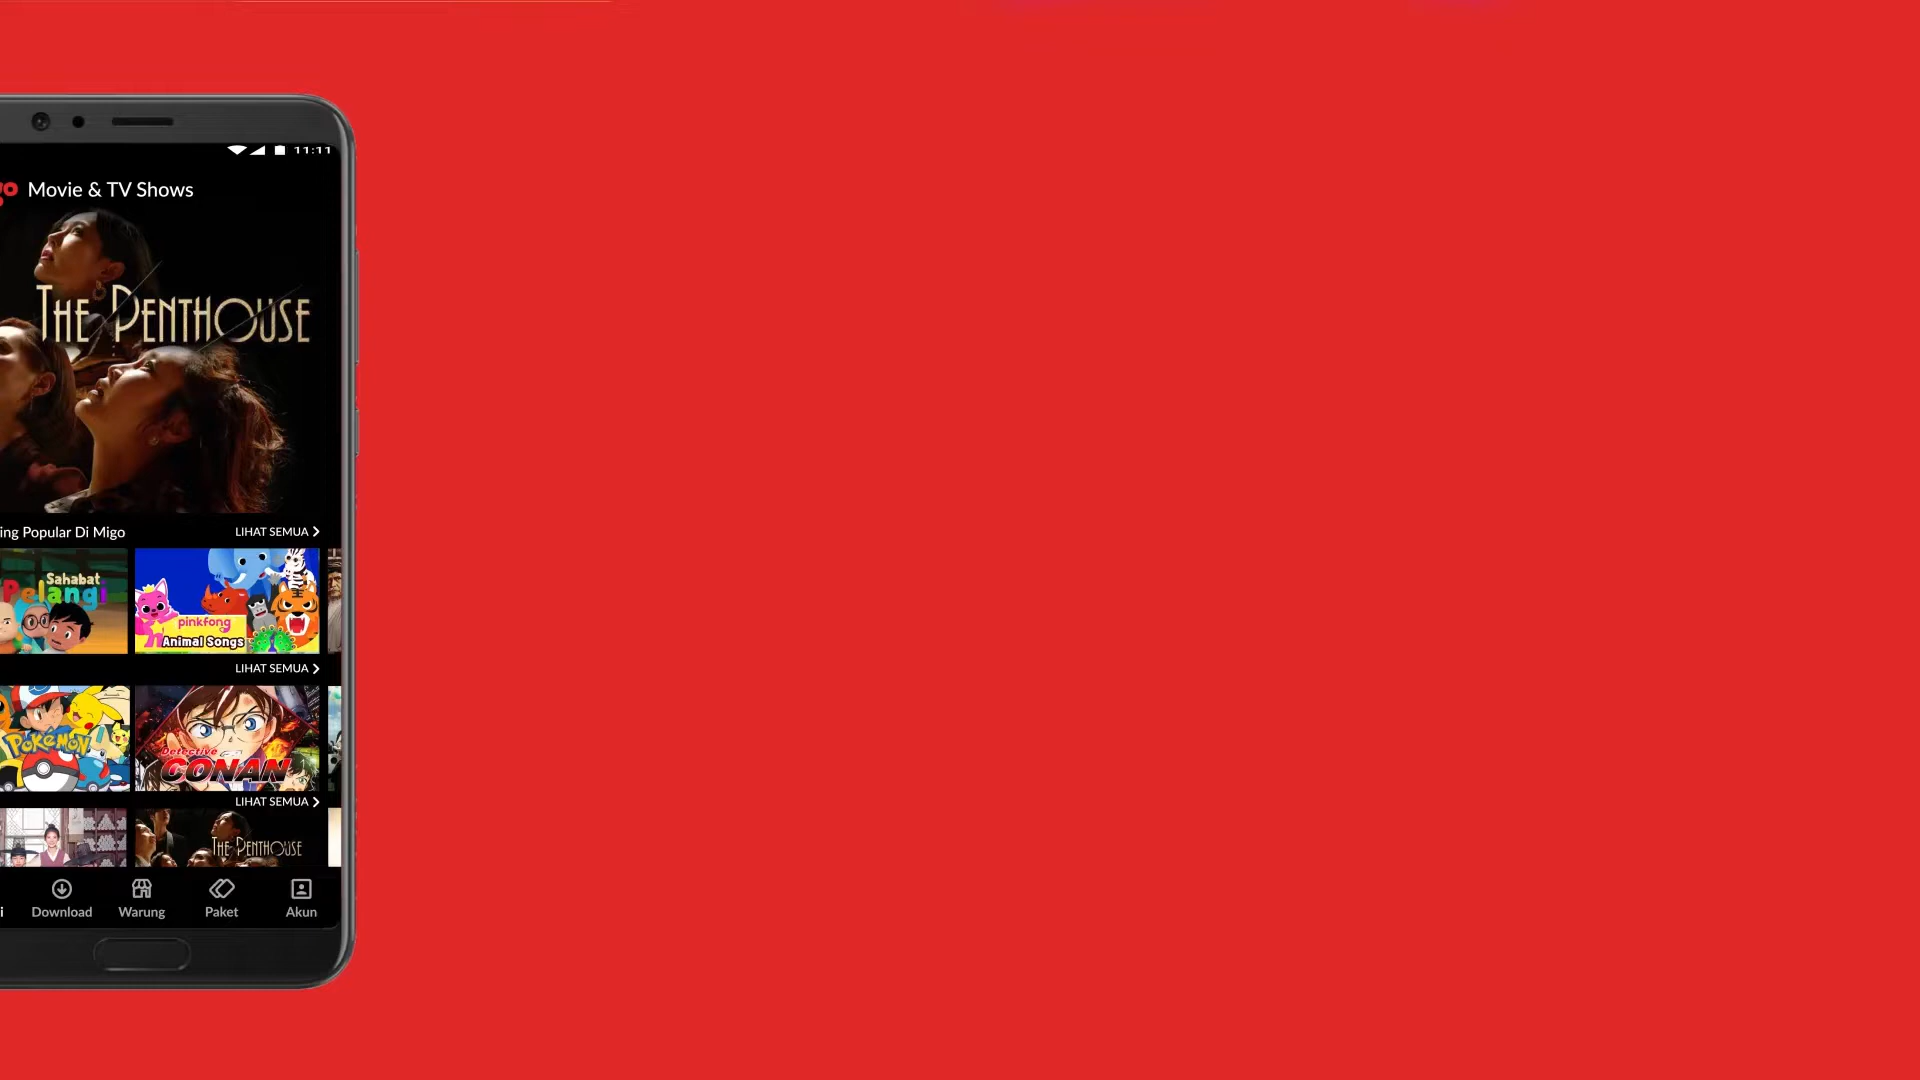 11:11
go Movie & TV Shows
THE PENTHOUSE
ing Popular Di Migo
LIHAT SEMUA
Sahabat
Pelangi
pinkfong
Animal Songs
LIHAT SEMUA
POKéMON
Detective
CONAN
LIHAT SEMUA
THE PENTHOUSE
i
Download
Warung
Paket
Akun